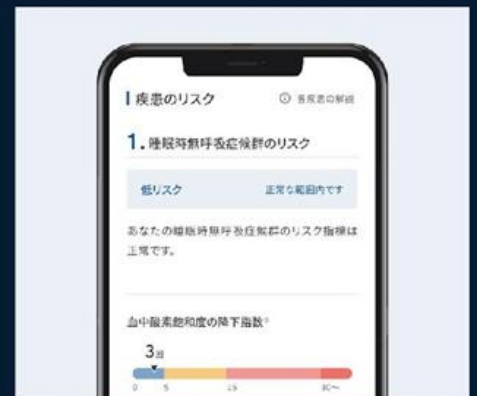 疾患のリスク
各疾患の解説
1. 睡眠時無呼吸症候群のリスク
低リスク
正常な範囲内です
あなたの睡眠時無呼吸症候群のリスク指標は
正常です。
血中酸素飽和度の降下指数
3回
0 5 15 30〜